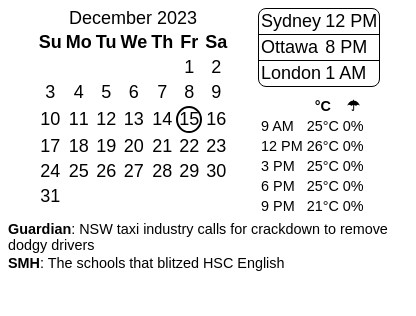 December 2023
Su Mo Tu We Th Fr Sa
1 2
3 4 5 6 7 8 9
10 11 12 13 14 15 16
17 18 19 20 21 22 23
24 25 26 27 28 29 30
31
Sydney 12 PM
Ottawa 8 PM
London 1 AM
°C ☂
9 AM 25°C 0%
12 PM 26°C 0%
3 PM 25°C 0%
6 PM 25°C 0%
9 PM 21°C 0%
Guardian: NSW taxi industry calls for crackdown to remove
dodgy drivers
SMH: The schools that blitzed HSC English